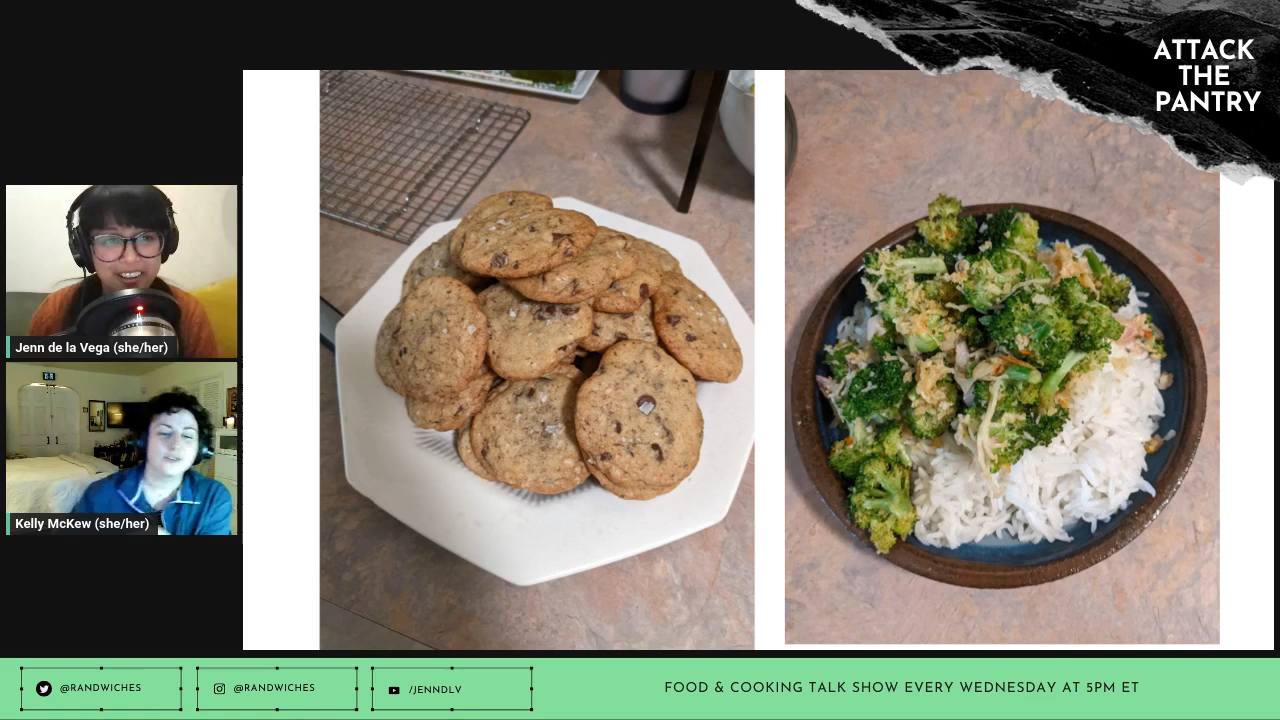 ATTACK
THE
PANTRY
Jenn de la Vega (she/her)
Kelly McKew (she/her)
@RANDWICHES
@RANDWICHES
/JENNDLV
FOOD & COOKING TALK SHOW EVERY WEDNESDAY AT 5PM ET